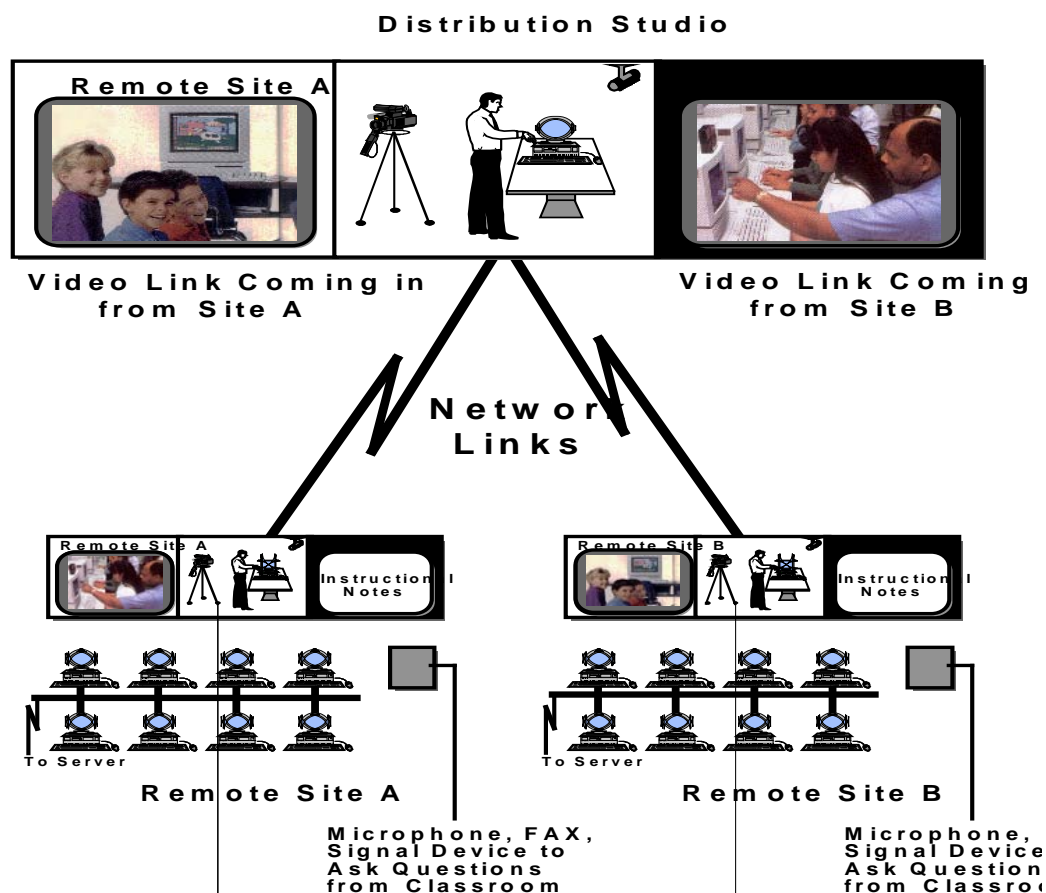 Distribution Studio
Remote Site A
Video Link Coming in
from Site A
Video Link Coming
from Site B
Network
Links
Remote Site A
Instructional
Notes
Remote Site B
Instructional
Notes
To Server
To Server
Remote Site A
Remote Site B
Microphone, FAX,
Signal Device to
Ask Questions
from Classroom
Microphone,
Signal Device
Ask Question
from Classroo